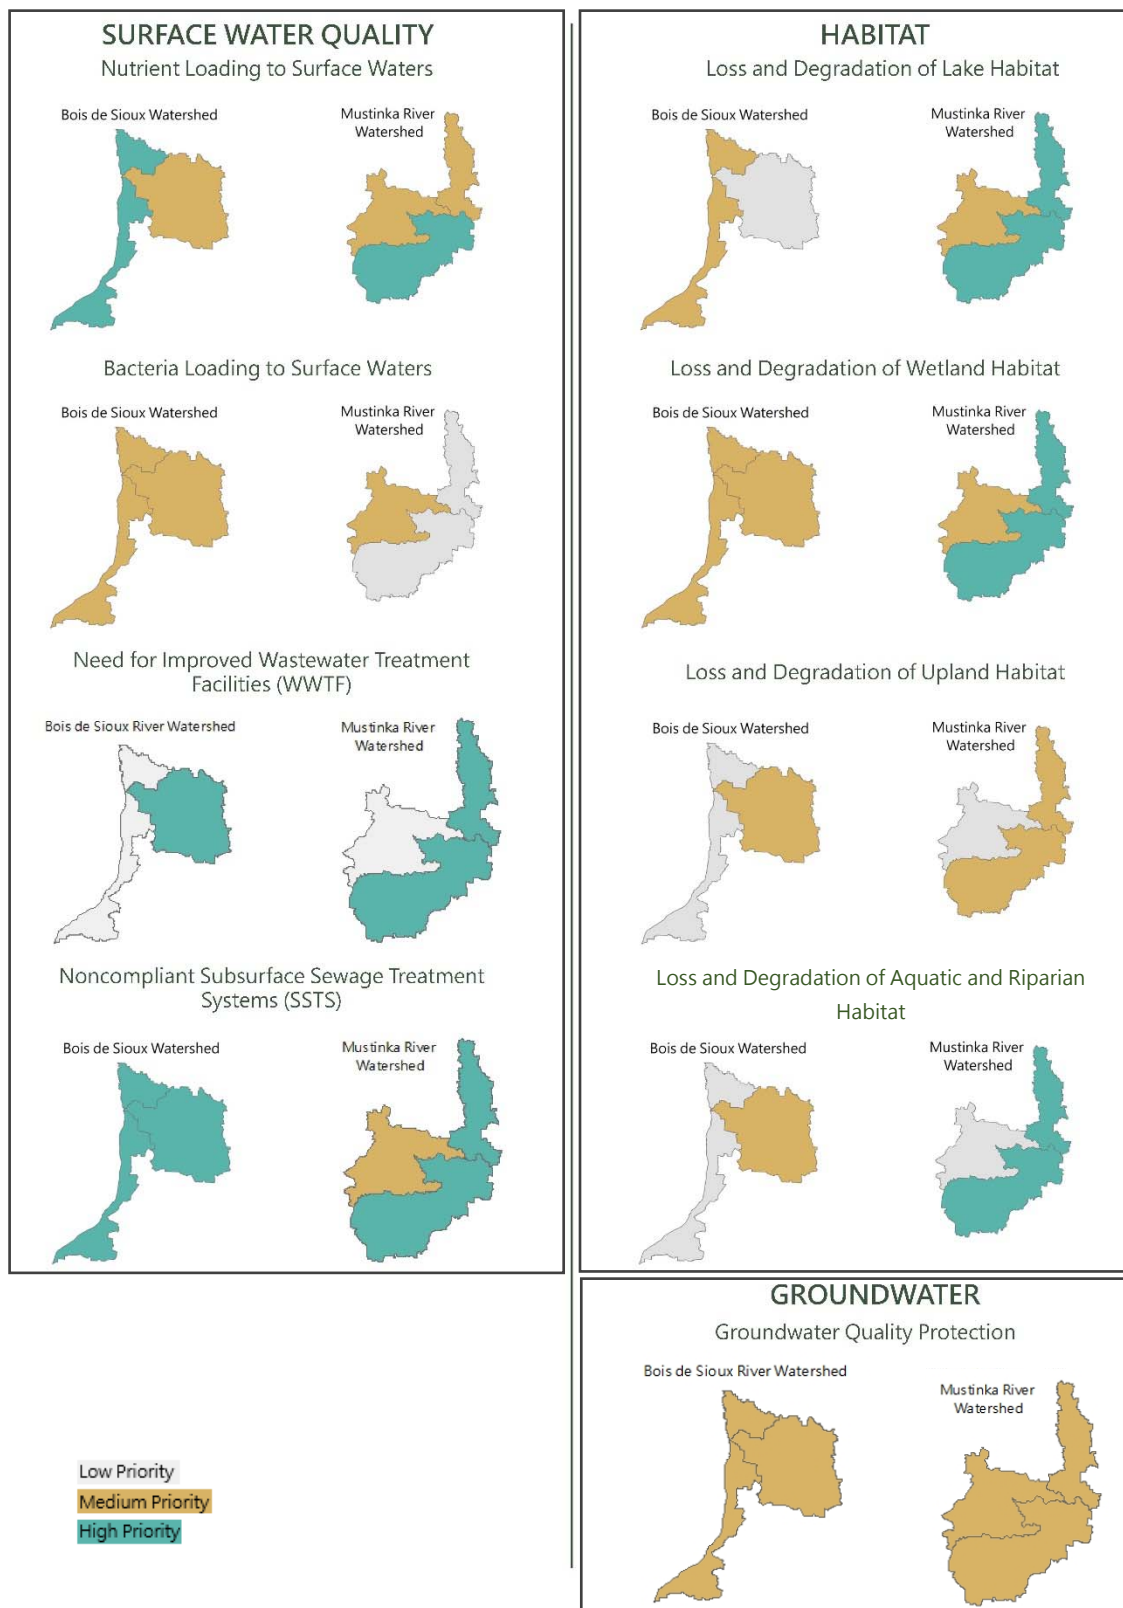 SURFACE WATER QUALITY
Nutrient Loading to Surface Waters
Bois de Sioux Watershed
Mustinka River
Watershed
Bacteria Loading to Surface Waters
Bois de Sioux Watershed
Mustinka River
Watershed
Need for Improved Wastewater Treatment
Facilities (WWTF)
Bois de Sioux River Watershed
Mustinka River
Watershed
Noncompliant Subsurface Sewage Treatment
Systems (SSTS)
Bois de Sioux Watershed
Mustinka River
Watershed
Low Priority
Medium Priority
High Priority
HABITAT
Loss and Degradation of Lake Habitat
Bois de Sioux Watershed
Mustinka River
Watershed
Loss and Degradation of Wetland Habitat
Bois de Sioux Watershed
Mustinka River
Watershed
Loss and Degradation of Upland Habitat
Bois de Sioux Watershed
Mustinka River
Watershed
Loss and Degradation of Aquatic and Riparian
Habitat
Bois de Sioux Watershed
Mustinka River
Watershed
GROUNDWATER
Groundwater Quality Protection
Bois de Sioux River Watershed
Mustinka River
Watershed